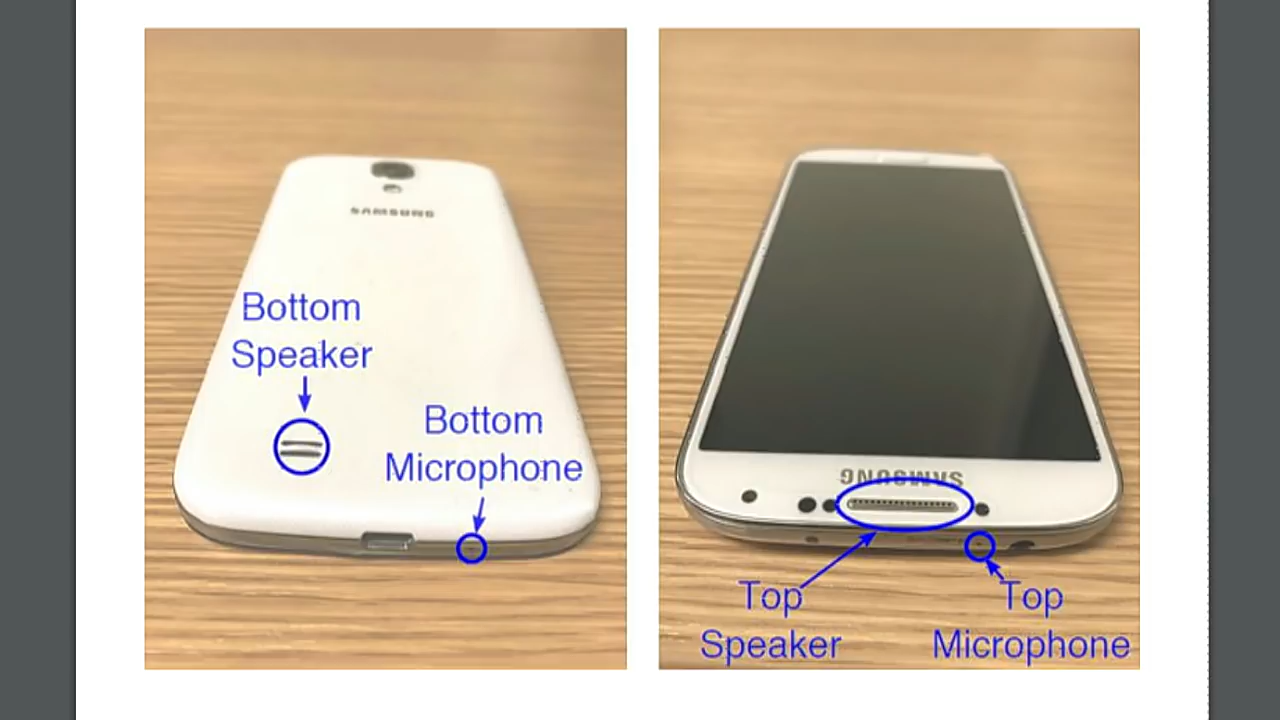 SAMSUNG
Bottom
Speaker
Bottom
Microphone
SAMSUNG
Top
Speaker
Top
Microphone